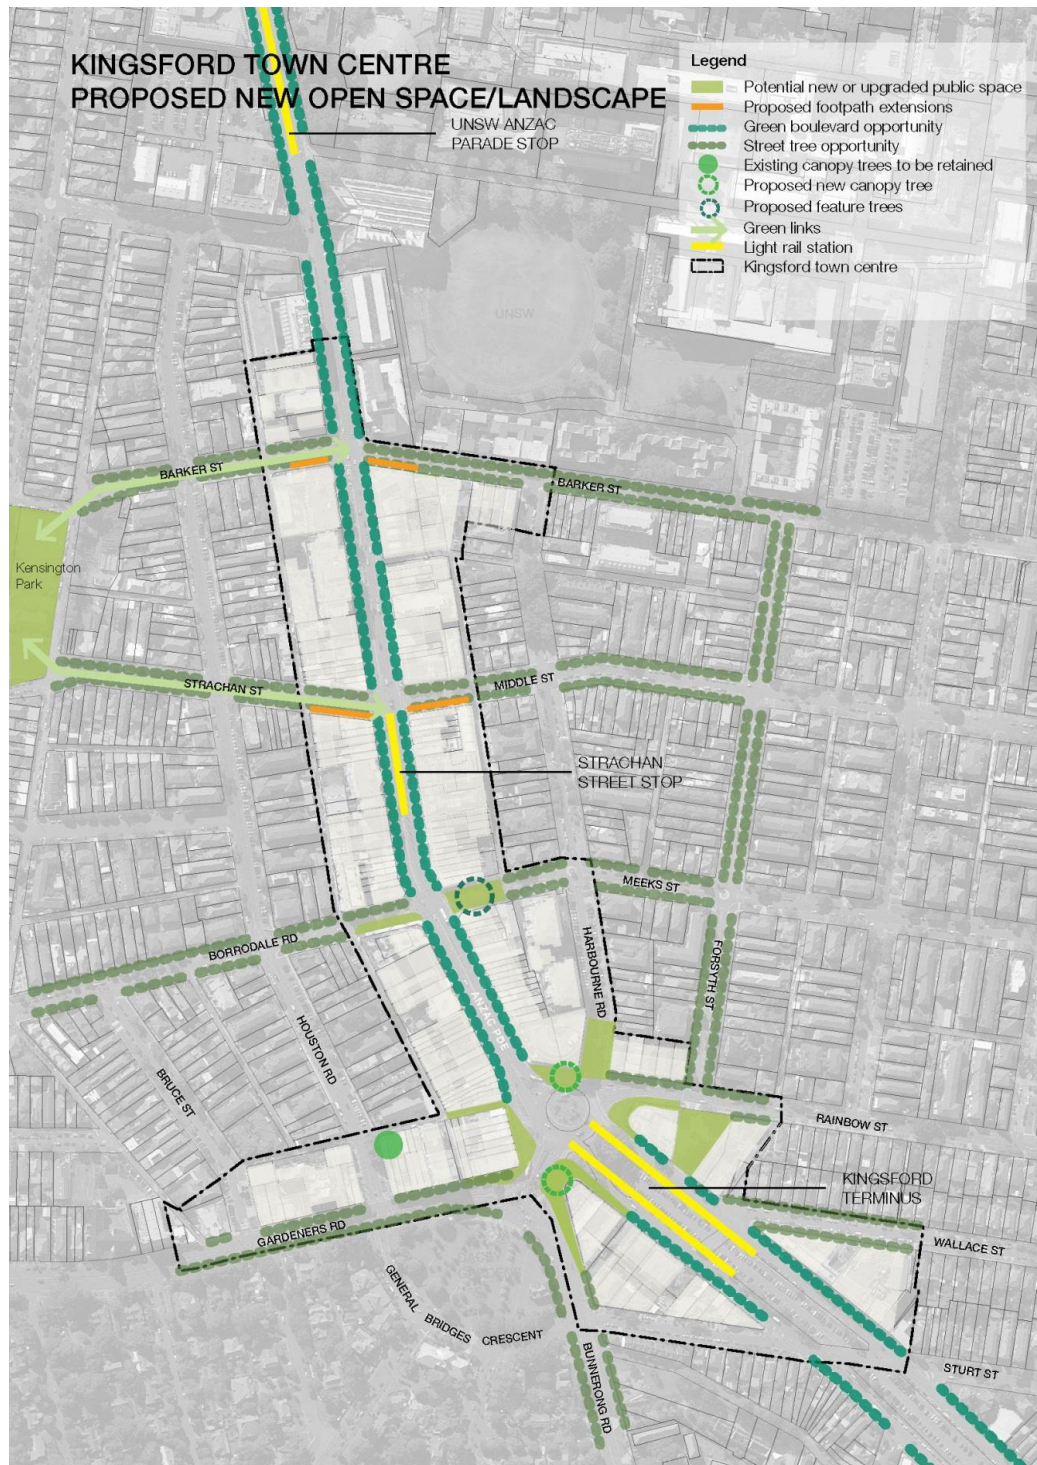 KINGSFORD TOWN CENTRE
PROPOSED NEW OPEN SPACE/LANDSCAPE
UNSW ANZAC
PARADE STOP
Legend
Potential new or upgraded public space
Proposed footpath extensions
Green boulevard opportunity
Street tree opportunity
Existing canopy trees to be retained
Proposed new canopy tree
Proposed feature trees
Green links
Light rail station
Kingsford town centre
UNSW
BARKER ST
BARKER ST
Kensington
Park
STRACHAN ST
MIDDLE ST
STRACHAN
STREET STOP
MEEKS ST
BORRODALE RD
HARBOURNE RD
FORSYTH ST
ANZAC PDE
HOUSTON RD
BRUCE ST
RAINBOW ST
KINGSFORD
TERMINUS
GARDENERS RD
WALLACE ST
GENERAL BRIDGES CRESCENT
BUNNERONG RD
STURT ST